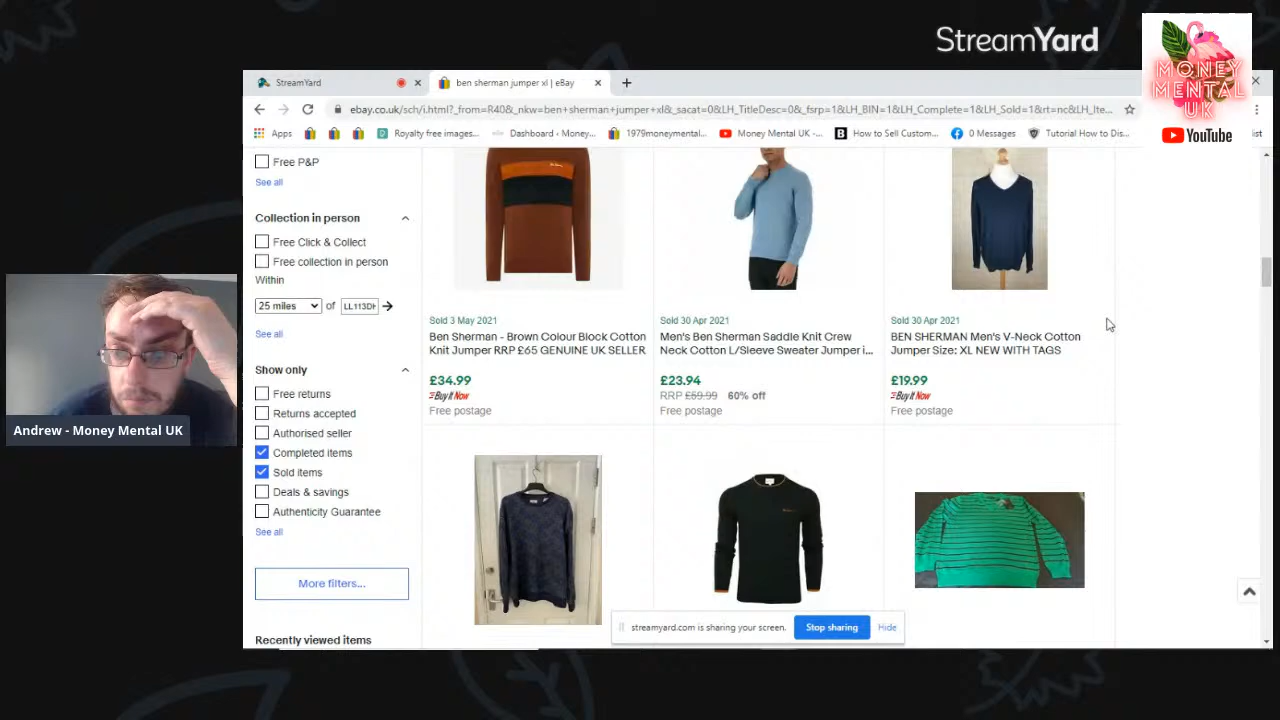 StreamYard
MONEY
MENTAL
UK
YouTube
StreamYard
ben sherman jumper xl | eBay
ebay.co.uk/sch/i.html?_from=R40&_nkw=ben+sherman+jumper+xl&_sacat=0&LH_TitleDesc=0&_fsrp=1&LH_BIN=1&LH_Complete=1&LH_Sold=1&rt=nc&LH_Ite...
Apps
Royalty free images...
Dashboard ‹ Money...
1979moneymental...
Money Mental UK -...
How to Sell Custom...
0 Messages
Tutorial How to Dis...
list
Free P&P
See all
Collection in person
Free Click & Collect
Free collection in person
Within
25 miles of LL113DH
See all
Show only
Free returns
Returns accepted
Authorised seller
Completed items
Sold items
Deals & savings
Authenticity Guarantee
See all
More filters...
Recently viewed items
Sold 3 May 2021
Ben Sherman - Brown Colour Block Cotton
Knit Jumper RRP £65 GENUINE UK SELLER
£34.99
Buy It Now
Free postage
Sold 30 Apr 2021
Men's Ben Sherman Saddle Knit Crew
Neck Cotton L/Sleeve Sweater Jumper i...
£23.94
RRP £59.99 60% off
Free postage
Sold 30 Apr 2021
BEN SHERMAN Men's V-Neck Cotton
Jumper Size: XL NEW WITH TAGS
£19.99
Buy It Now
Free postage
streamyard.com is sharing your screen.
Stop sharing
Hide
Andrew - Money Mental UK